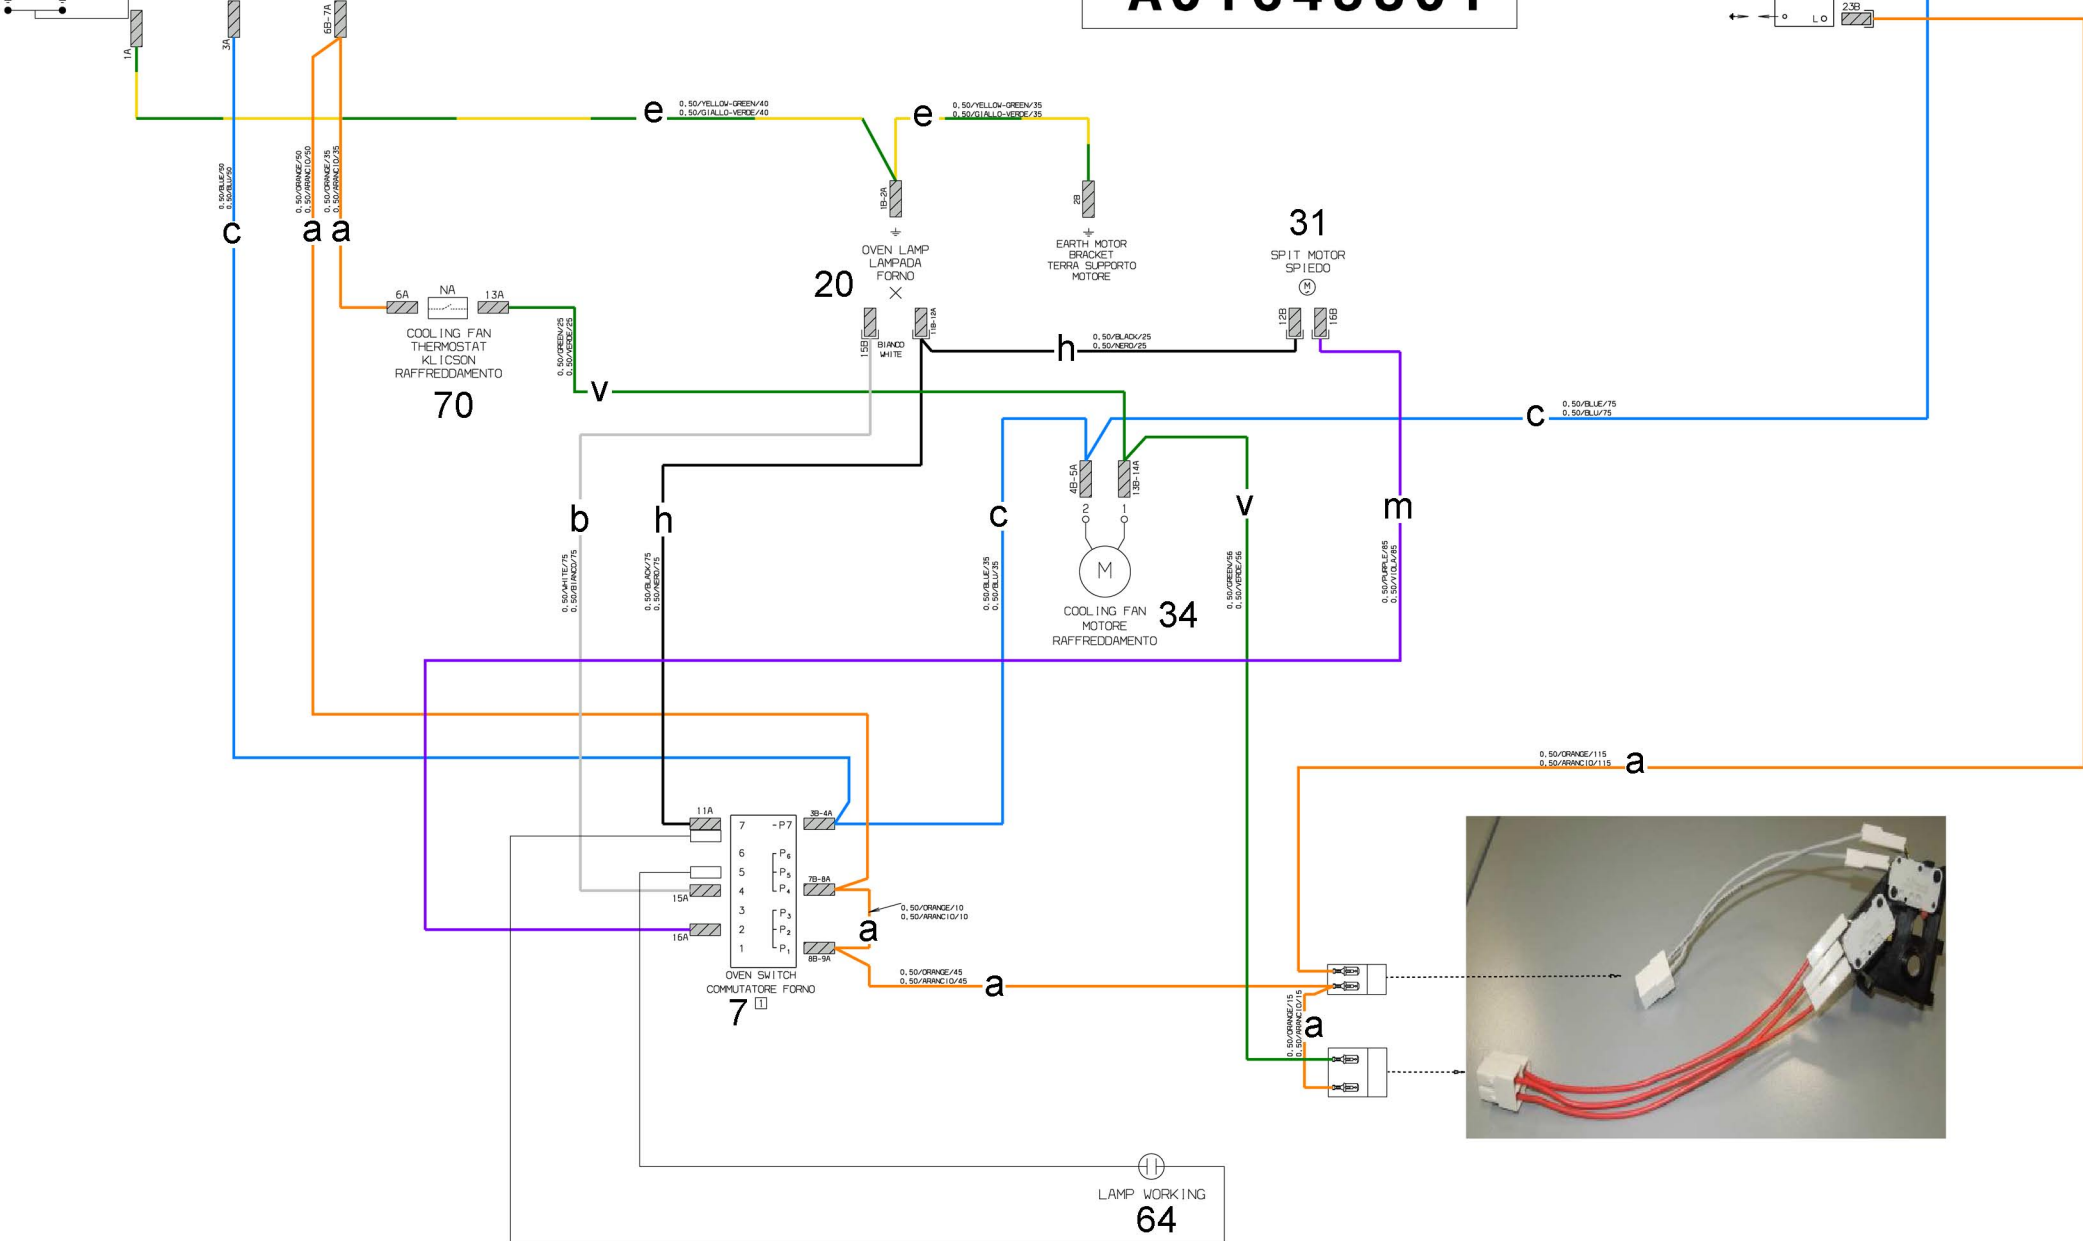 1A
3A
6B-7A
23B
L
e
0,50/YELLOW-GREEN/40
0,50/GIALLO-VERDE/40
e
0,50/YELLOW-GREEN/35
0,50/GIALLO-VERDE/35
0,50/BLUE/50
0,50/BLU/50
0,50/ORANGE/50
0,50/ARANCIO/50
0,50/ORANGE/35
0,50/ARANCIO/35
c
a
a
1B-2A
OVEN LAMP
LAMPADA
FORNO
20
2B
EARTH MOTOR
BRACKET
TERRA SUPPORTO
MOTORE
31
SPIT MOTOR
SPIEDO
M
6A
NA
13A
COOLING FAN
THERMOSTAT
KLICSON
RAFFREDDAMENTO
70
0,50/GREEN/25
0,50/VERDE/25
v
15B
BIANCO
WHITE
11B-12A
h
0,50/BLACK/25
0,50/NERO/25
12B
16B
c
0,50/BLUE/75
0,50/BLU/75
b
h
c
v
m
4B-5A
13B-14A
2
1
M
COOLING FAN
MOTORE
RAFFREDDAMENTO
34
0,50/WHITE/75
0,50/BIANCO/75
0,50/BLACK/75
0,50/NERO/75
0,50/BLUE/35
0,50/BLU/35
0,50/GREEN/56
0,50/VERDE/56
0,50/PURPLE/85
0,50/VIOLA/85
0,50/ORANGE/115
0,50/ARANCIO/115
a
11A
7
-P7
3B-4A
6
P6
5
P5
7B-8A
4
P4
15A
3
P3
2
P2
16A
1
P1
8B-9A
0,50/ORANGE/10
0,50/ARANCIO/10
a
OVEN SWITCH
COMMUTATORE FORNO
7
1
0,50/ORANGE/45
0,50/ARANCIO/45
a
0,50/ORANGE/15
0,50/ARANCIO/15
a
LAMP WORKING
64